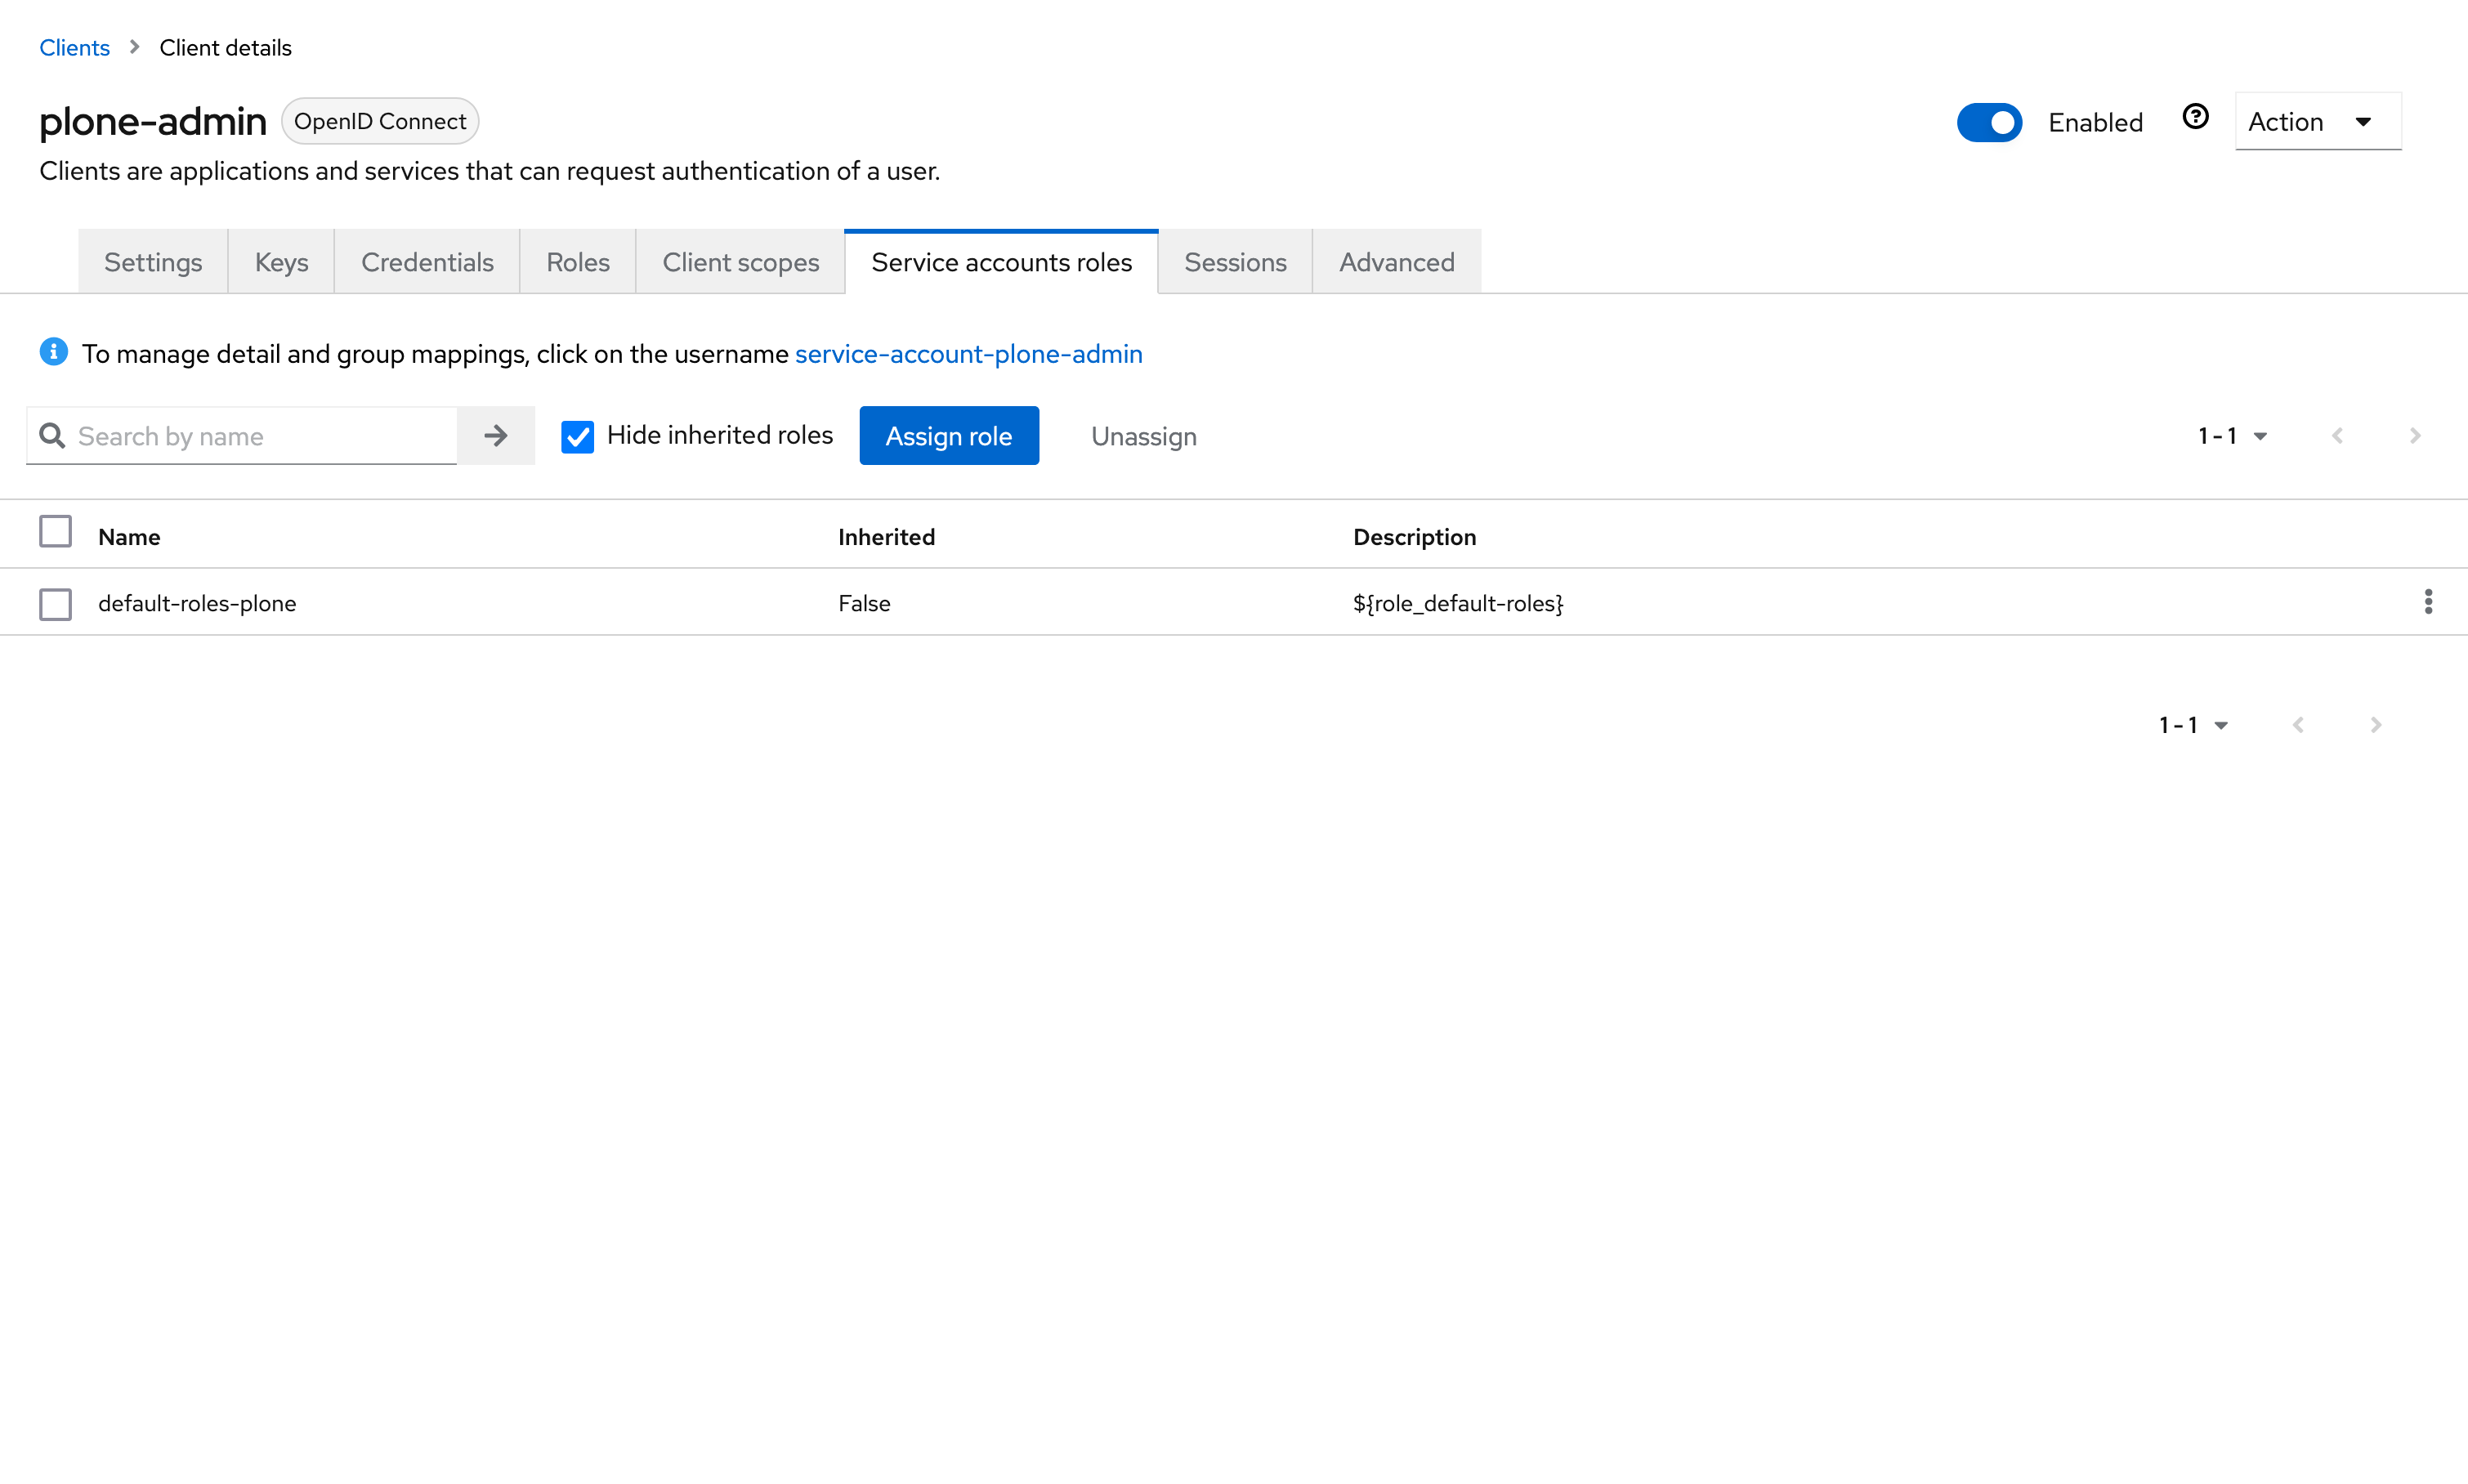 Clients > Client details
plone-admin OpenID Connect Enabled Action
Clients are applications and services that can request authentication of a user.
Settings Keys Credentials Roles Client scopes Service accounts roles Sessions Advanced
To manage detail and group mappings, click on the username service-account-plone-admin
Search by name Hide inherited roles Assign role Unassign 1 - 1
Name Inherited Description
default-roles-plone False ${role_default-roles}
1 - 1